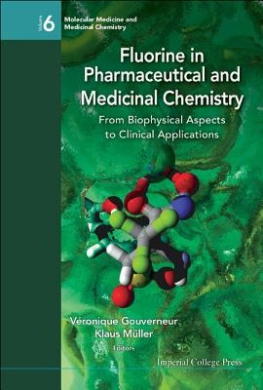 Volume 6
Molecular Medicine and
Medicinal Chemistry
Fluorine in
Pharmaceutical and
Medicinal Chemistry
From Biophysical Aspects
to Clinical Applications
Véronique Gouverneur
Klaus Müller
Editors
Imperial College Press